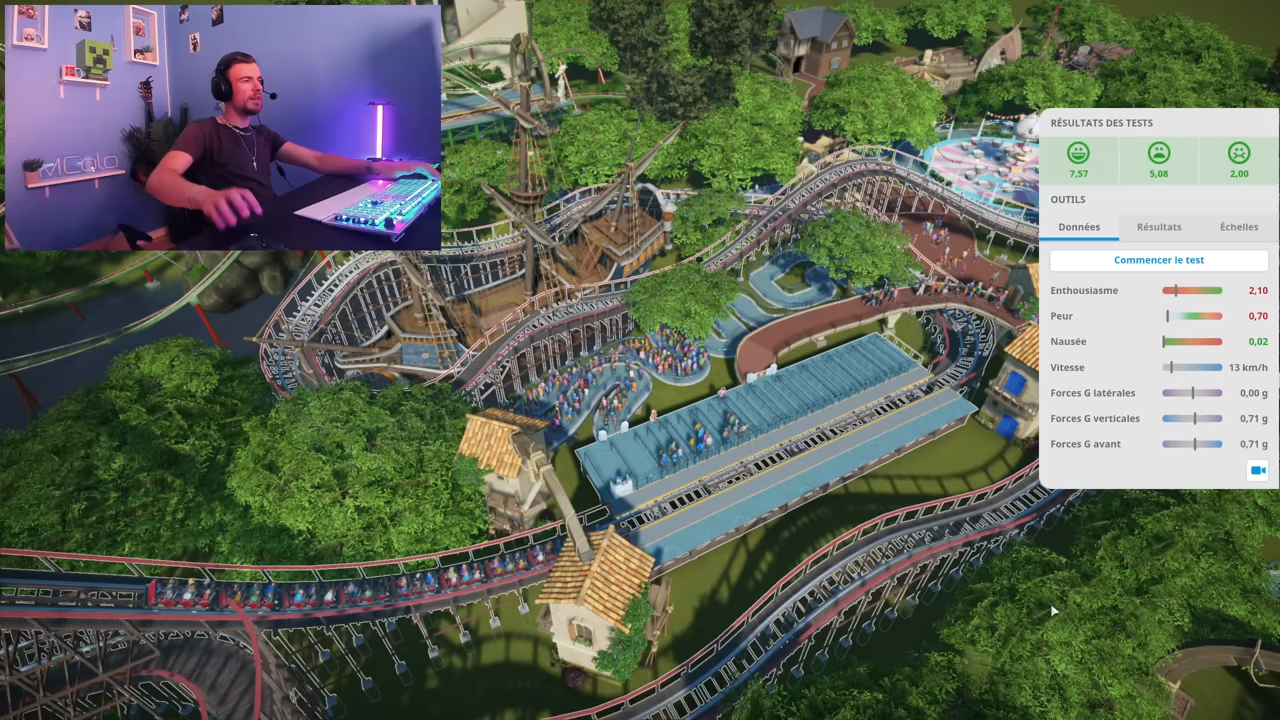 MColo
RÉSULTATS DES TESTS
7,57 5,08 2,00
OUTILS
Données Résultats Échelles
Commencer le test
Enthousiasme 2,10
Peur 0,70
Nausée 0,02
Vitesse 13 km/h
Forces G latérales 0,00 g
Forces G verticales 0,71 g
Forces G avant 0,71 g